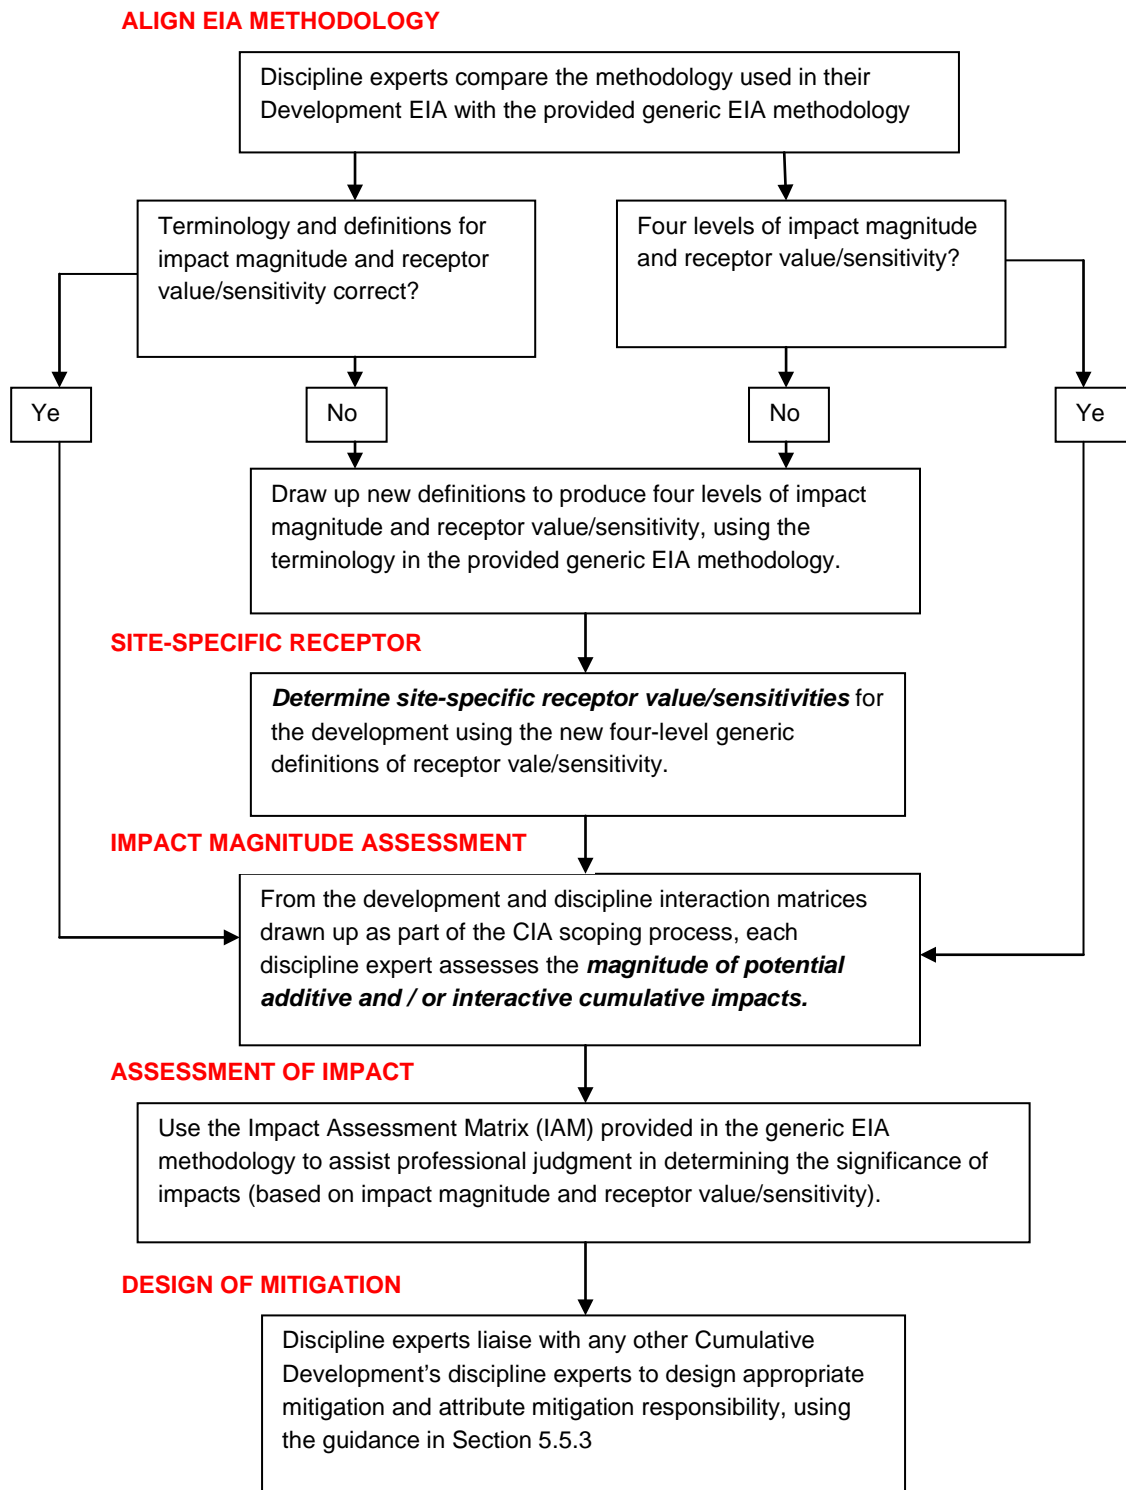 ALIGN EIA METHODOLOGY
Discipline experts compare the methodology used in their
Development EIA with the provided generic EIA methodology
Terminology and definitions for
impact magnitude and receptor
value/sensitivity correct?
Four levels of impact magnitude
and receptor value/sensitivity?
Ye
No
No
Ye
Draw up new definitions to produce four levels of impact
magnitude and receptor value/sensitivity, using the
terminology in the provided generic EIA methodology.
SITE-SPECIFIC RECEPTOR
Determine site-specific receptor value/sensitivities for
the development using the new four-level generic
definitions of receptor vale/sensitivity.
IMPACT MAGNITUDE ASSESSMENT
From the development and discipline interaction matrices
drawn up as part of the CIA scoping process, each
discipline expert assesses the magnitude of potential
additive and / or interactive cumulative impacts.
ASSESSMENT OF IMPACT
Use the Impact Assessment Matrix (IAM) provided in the generic EIA
methodology to assist professional judgment in determining the significance of
impacts (based on impact magnitude and receptor value/sensitivity).
DESIGN OF MITIGATION
Discipline experts liaise with any other Cumulative
Development's discipline experts to design appropriate
mitigation and attribute mitigation responsibility, using
the guidance in Section 5.5.3